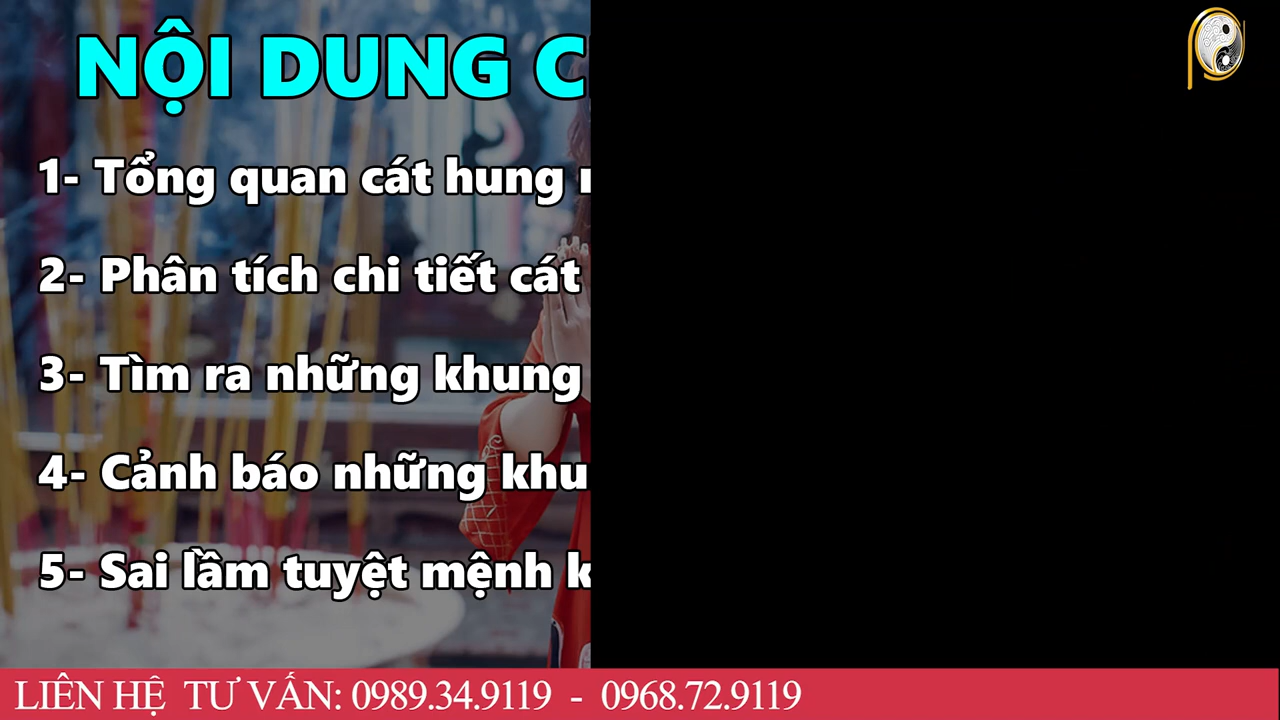 NỘI DUNG C
1- Tổng quan cát hung
2- Phân tích chi tiết cát
3- Tìm ra những khung
4- Cảnh báo những khu
5- Sai lầm tuyệt mệnh k
LIÊN HỆ TƯ VẤN: 0989.34.9119 - 0968.72.9119